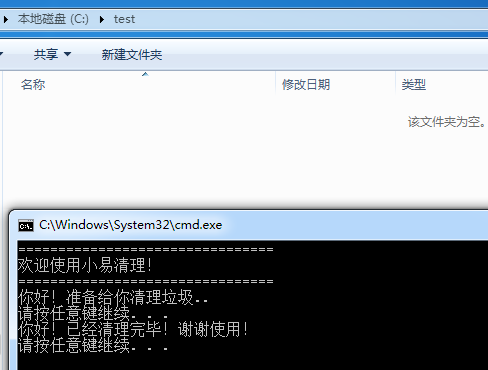 本地磁盘 (C:) ▸ test
共享 新建文件夹
名称 修改日期 类型
该文件夹为空。
C:\Windows\System32\cmd.exe
================================
欢迎使用小易清理!
================================
你好! 准备给你清理垃圾..
请按任意键继续. . .
你好! 已经清理完毕! 谢谢使用!
请按任意键继续. . .